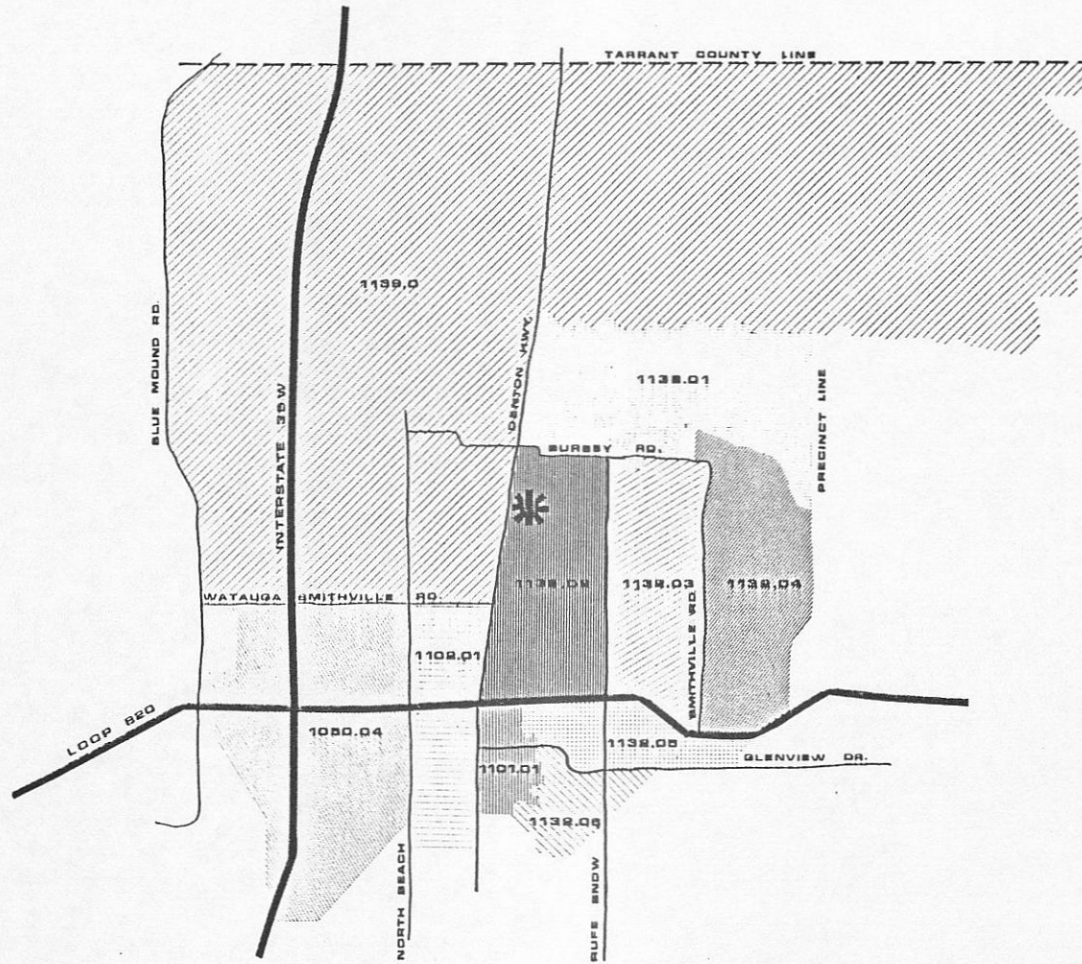 TARRANT COUNTY LINE
1139.0
BLUE MOUND RD.
INTERSTATE 35W
DENTON HWY.
1138.01
PRECINCT LINE
BURSEY RD.
1138.02
1138.03
1138.04
SMITHVILLE RD.
WATAUGA SMITHVILLE RD.
1102.01
LOOP 820
1050.04
1138.05
GLENVIEW DR.
1101.01
1138.06
NORTH BEACH
RUFE SNOW